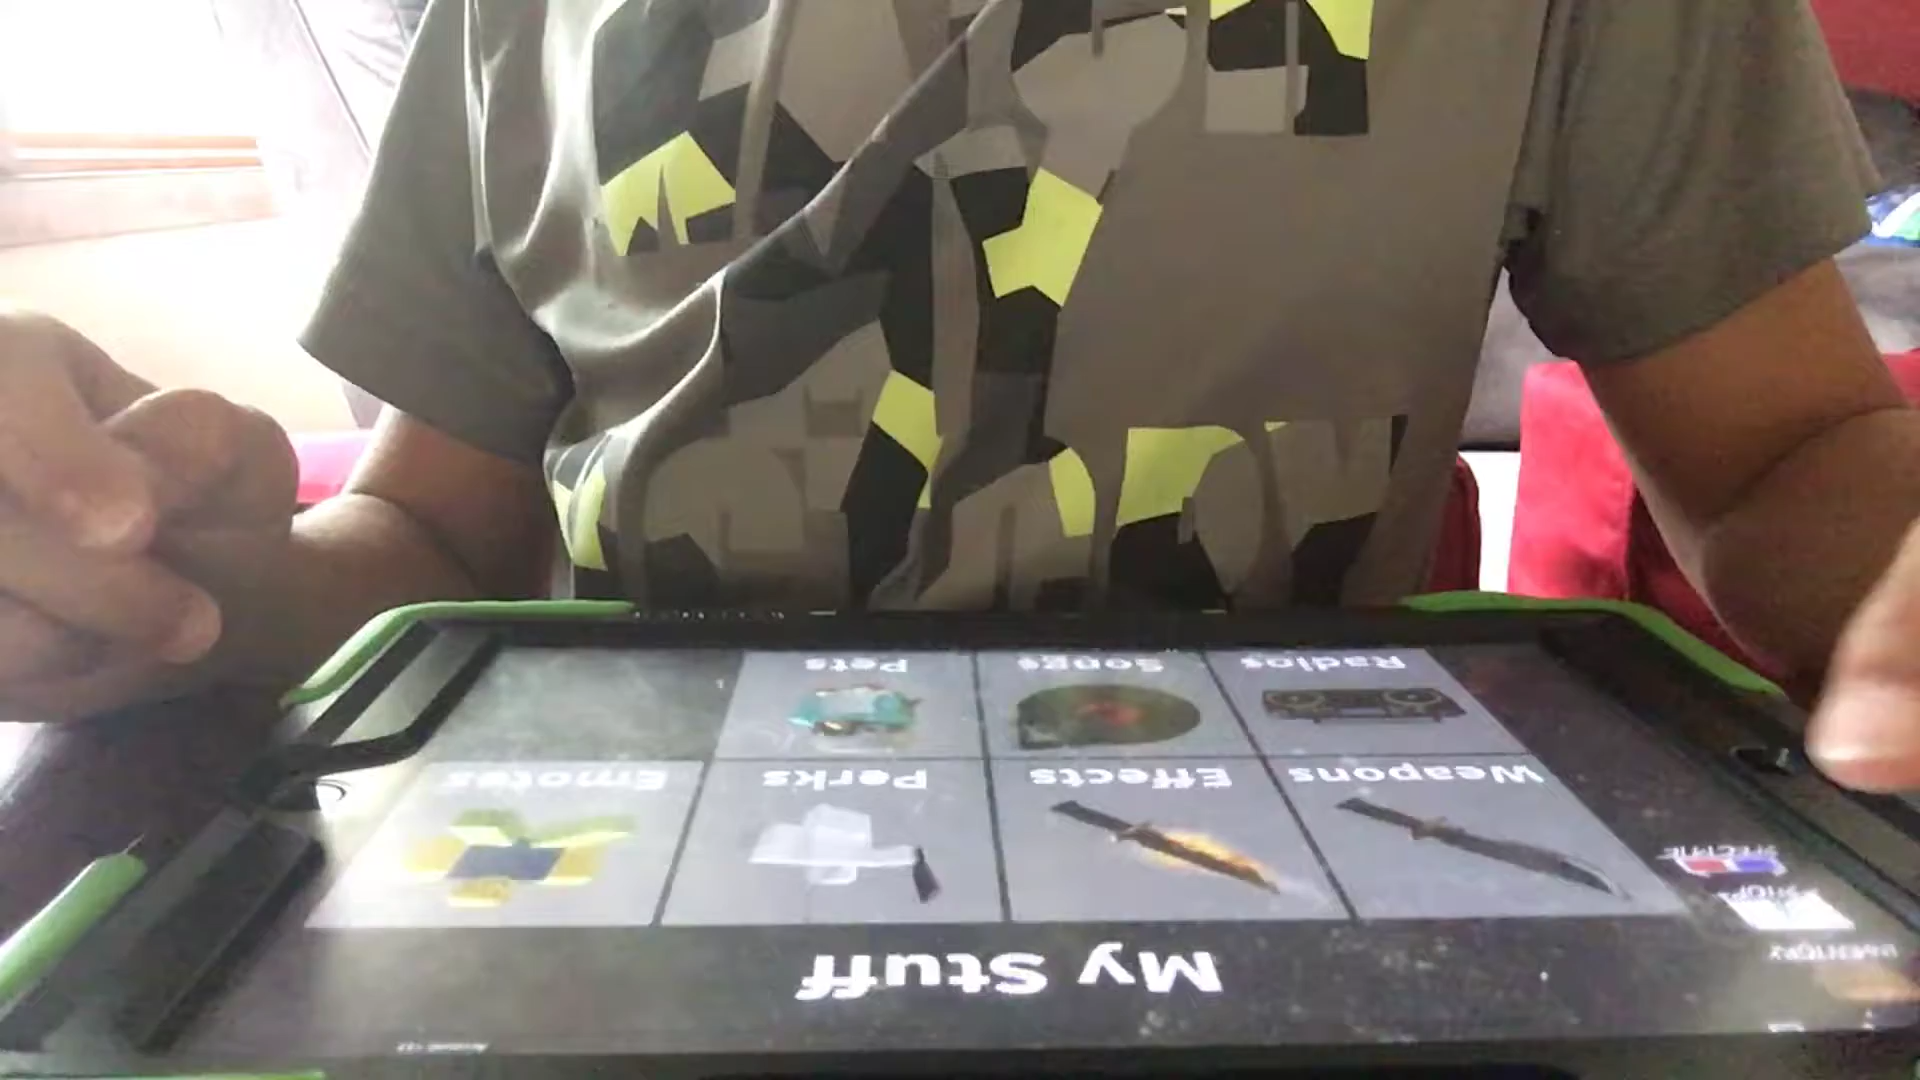 My Stuff
Weapons
Effects
Perks
Emotes
Radios
Songs
Pets